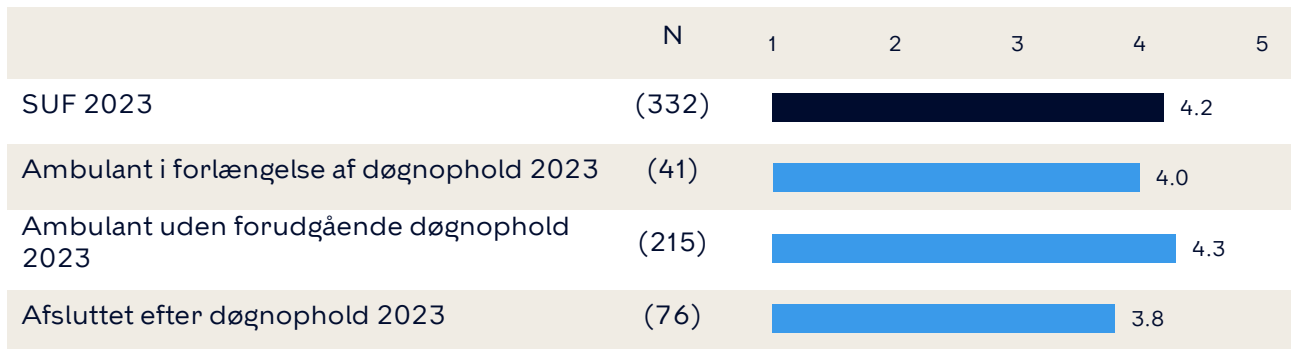 N 1 2 3 4 5
SUF 2023 (332) 4.2
Ambulant i forlængelse af døgnophold 2023 (41) 4.0
Ambulant uden forudgående døgnophold
2023 (215) 4.3
Afsluttet efter døgnophold 2023 (76) 3.8